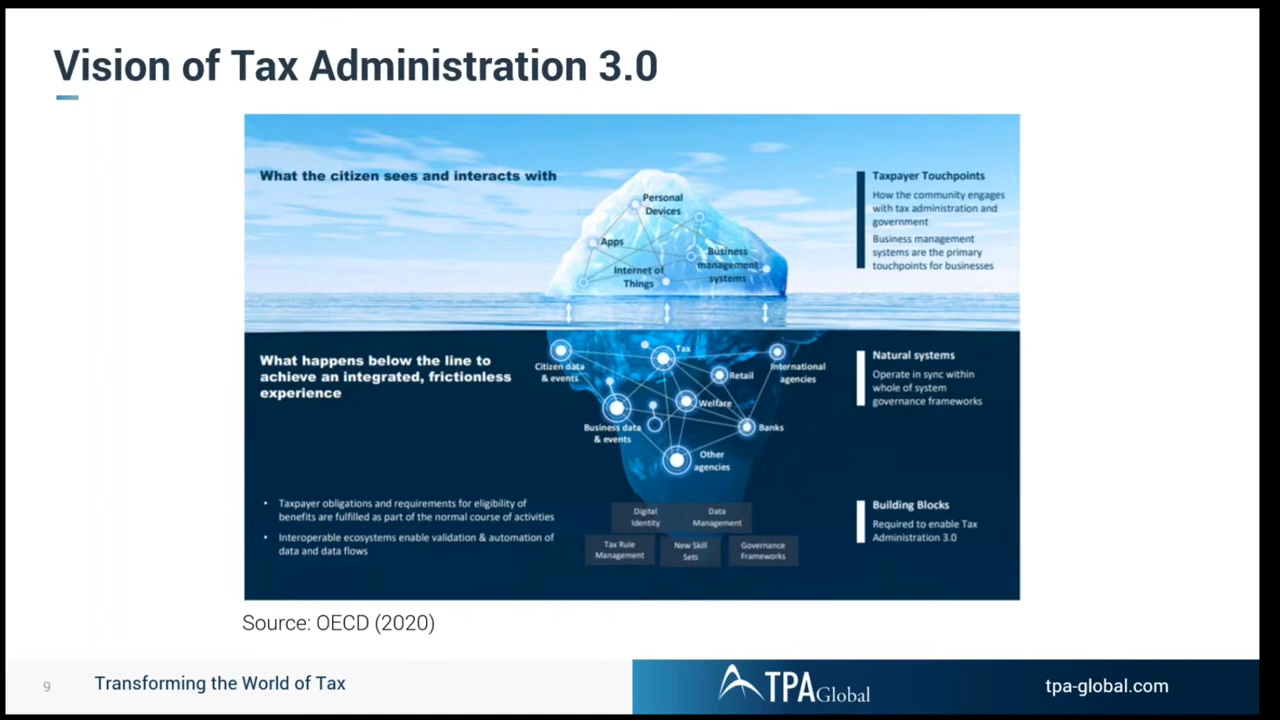 Vision of Tax Administration 3.0
What the citizen sees and interacts with
Personal
Devices
Apps
Internet of
Things
Business
management
systems
Taxpayer Touchpoints
How the community engages
with tax administration and
government
Business management
systems are the primary
touchpoints for businesses
What happens below the line to
achieve an integrated, frictionless
experience
Citizen data
& events
Tax
Retail
International
agencies
Welfare
Business data
& events
Banks
Other
agencies
Natural systems
Operate in sync within
whole of system
governance frameworks
• Taxpayer obligations and requirements for eligibility of
benefits are fulfilled as part of the normal course of activities
• Interoperable ecosystems enable validation & automation of
data and data flows
Digital
Identity
Data
Management
Tax Rule
Management
New Skill
Sets
Governance
Frameworks
Building Blocks
Required to enable Tax
Administration 3.0
Source: OECD (2020)
9
Transforming the World of Tax
TPA Global
tpa-global.com